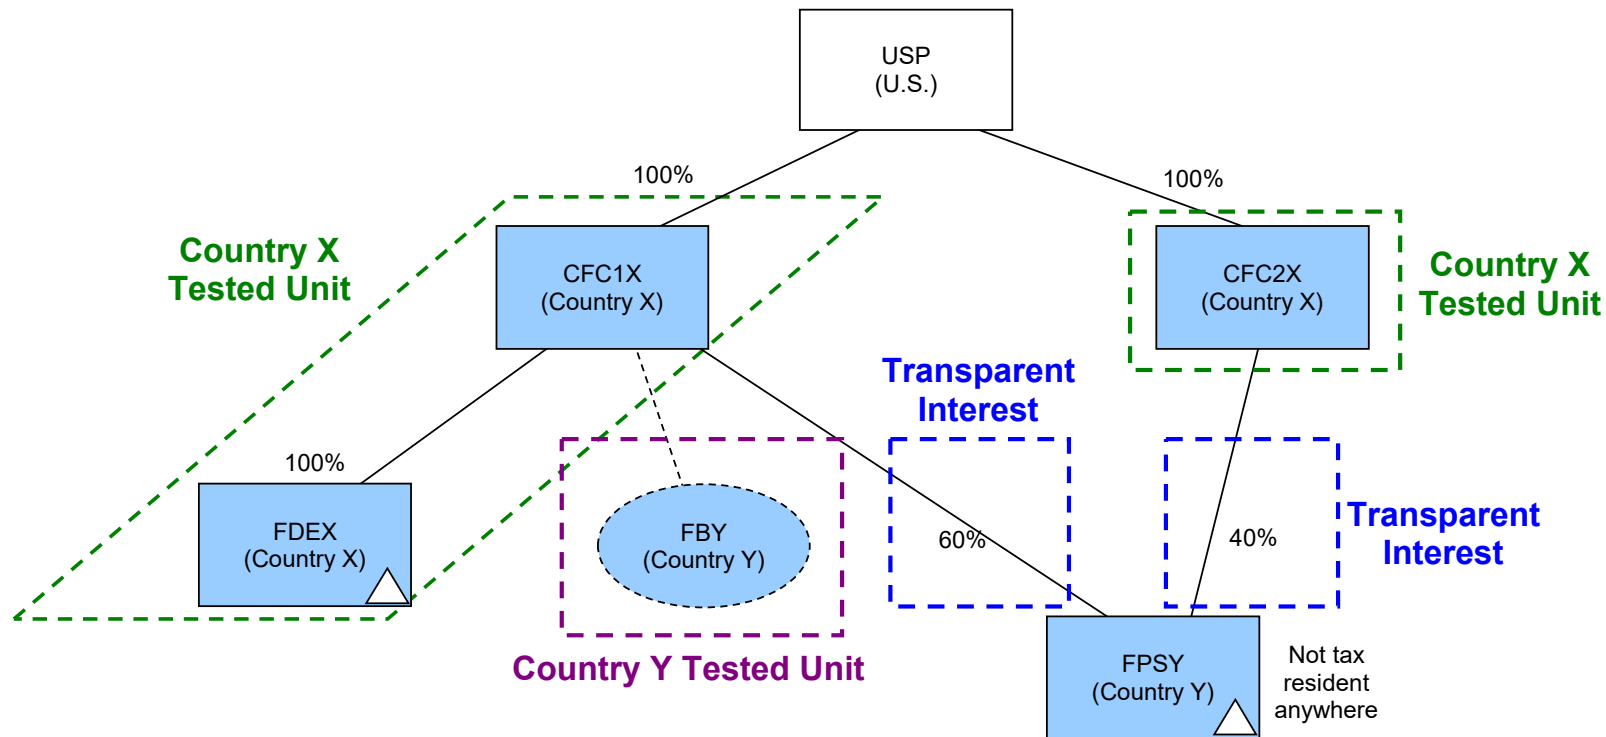 USP
(U.S.)
100%
100%
Country X
Tested Unit
CFC1X
(Country X)
CFC2X
(Country X)
Country X
Tested Unit
Transparent
Interest
100%
FDEX
(Country X)
FBY
(Country Y)
60%
40%
Transparent
Interest
Country Y Tested Unit
FPSY
(Country Y)
Not tax
resident
anywhere